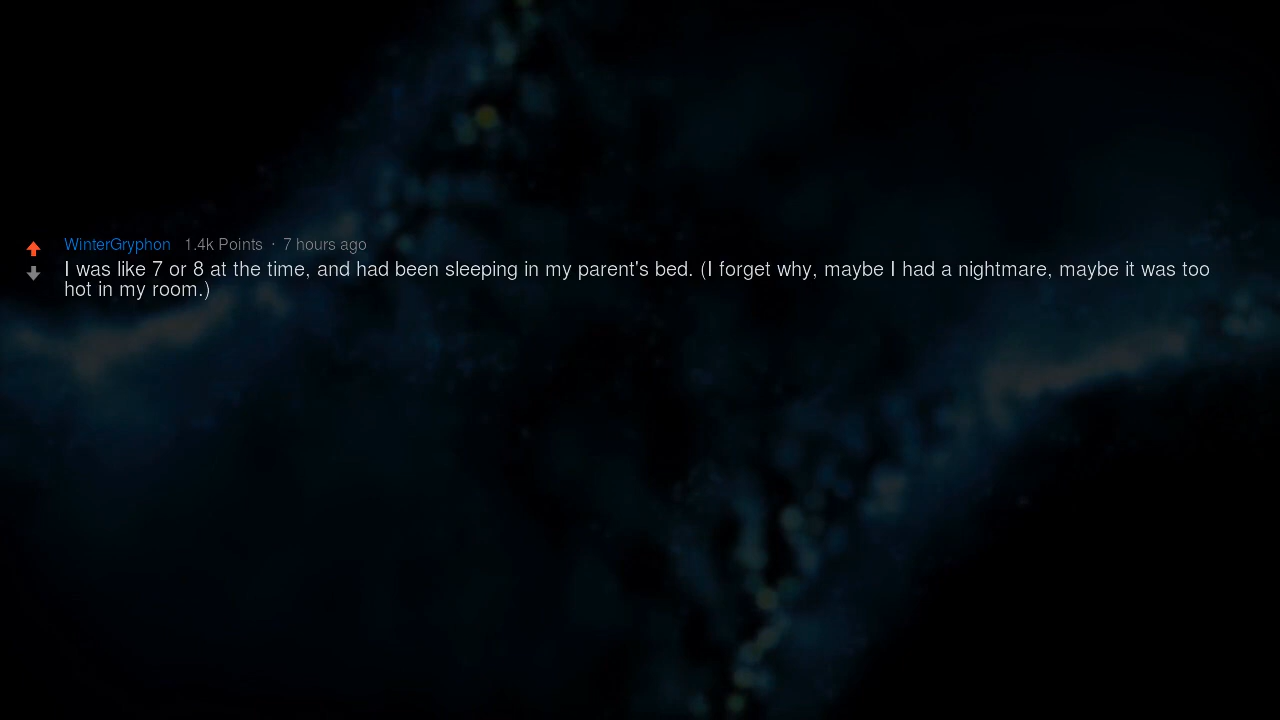 WinterGryphon 1.4k Points · 7 hours ago
I was like 7 or 8 at the time, and had been sleeping in my parent's bed. (I forget why, maybe I had a nightmare, maybe it was too
hot in my room.)